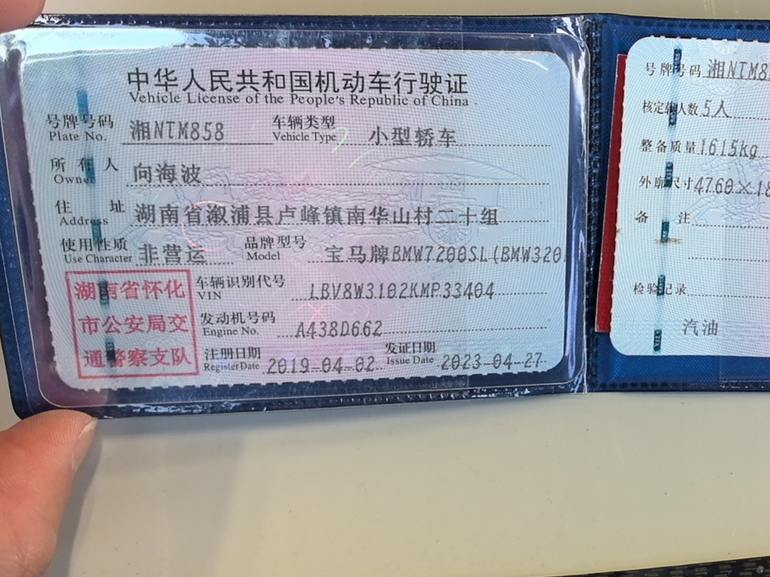 中华人民共和国机动车行驶证
Vehicle License of the People's Republic of China
号牌号码 湘NTM858 车辆类型 小型轿车
Plate No. Vehicle Type
所有人 向海波
Owner
住址 湖南省溆浦县卢峰镇南华山村二十组
Address
使用性质 非营运 品牌型号 宝马牌BMW7200SL(BMW320
Use Character Model
湖南省怀化
市公安局交
通警察支队
车辆识别代号 LBV8W3102KMP33404
VIN
发动机号码 A438D662
Engine No.
注册日期 2019-04-02 发证日期 2023-04-27
Register Date Issue Date
号牌号码 湘NTM8
核定载人数 5人
整备质量 1615kg
外廓尺寸 4760×18
备注
检验记录
汽油